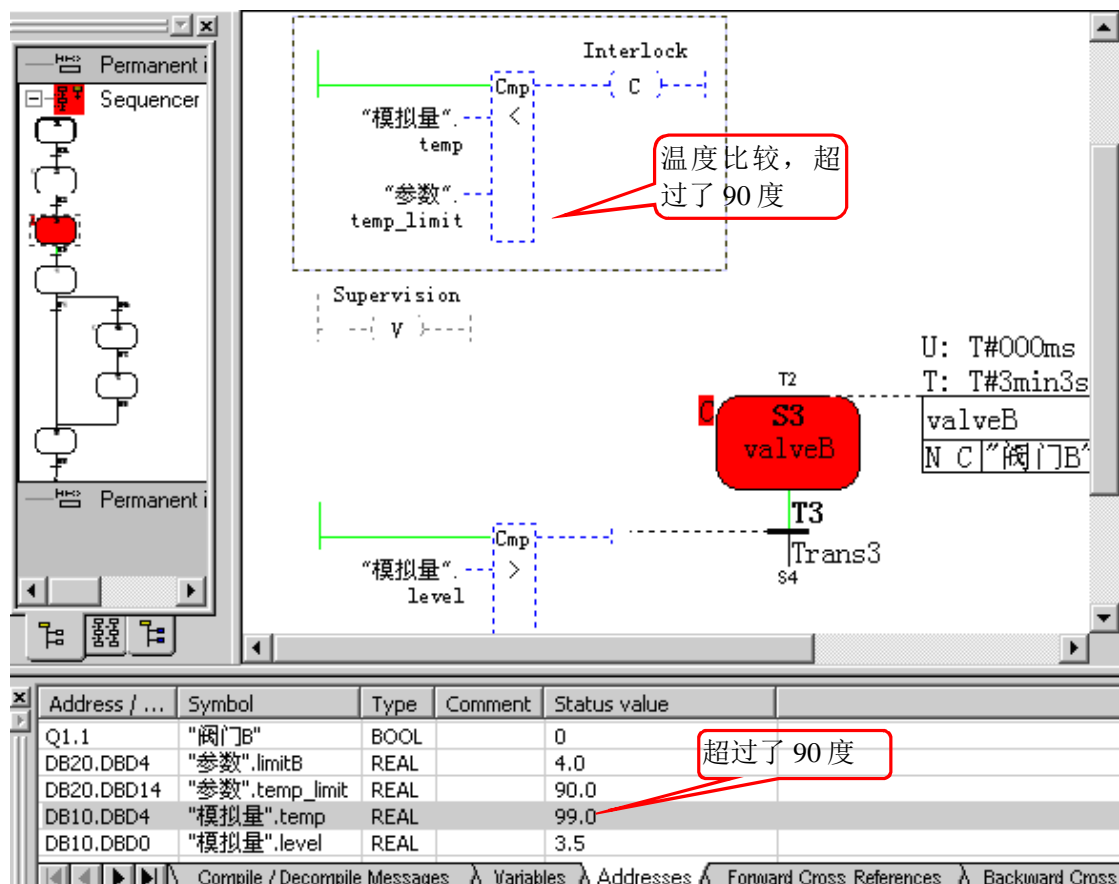 Permanent i
Sequencer
Permanent i
Interlock
Cmp
C
"模拟量".
temp
<
"参数".
temp_limit
温度比较，超
过了 90 度
Supervision
V
U: T#000ms
T: T#3min3s
T2
C
S3
valveB
valveB
N C "阀门B"
T3
Trans3
S4
Cmp
"模拟量".
level
>
Address / ... Symbol Type Comment Status value
Q1.1 "阀门B" BOOL 0
DB20.DBD4 "参数".limitB REAL 4.0
DB20.DBD14 "参数".temp_limit REAL 90.0
DB10.DBD4 "模拟量".temp REAL 99.0
DB10.DBD0 "模拟量".level REAL 3.5
超过了 90 度
Compile / Decompile Messages Variables Addresses Forward Cross References Backward Cross